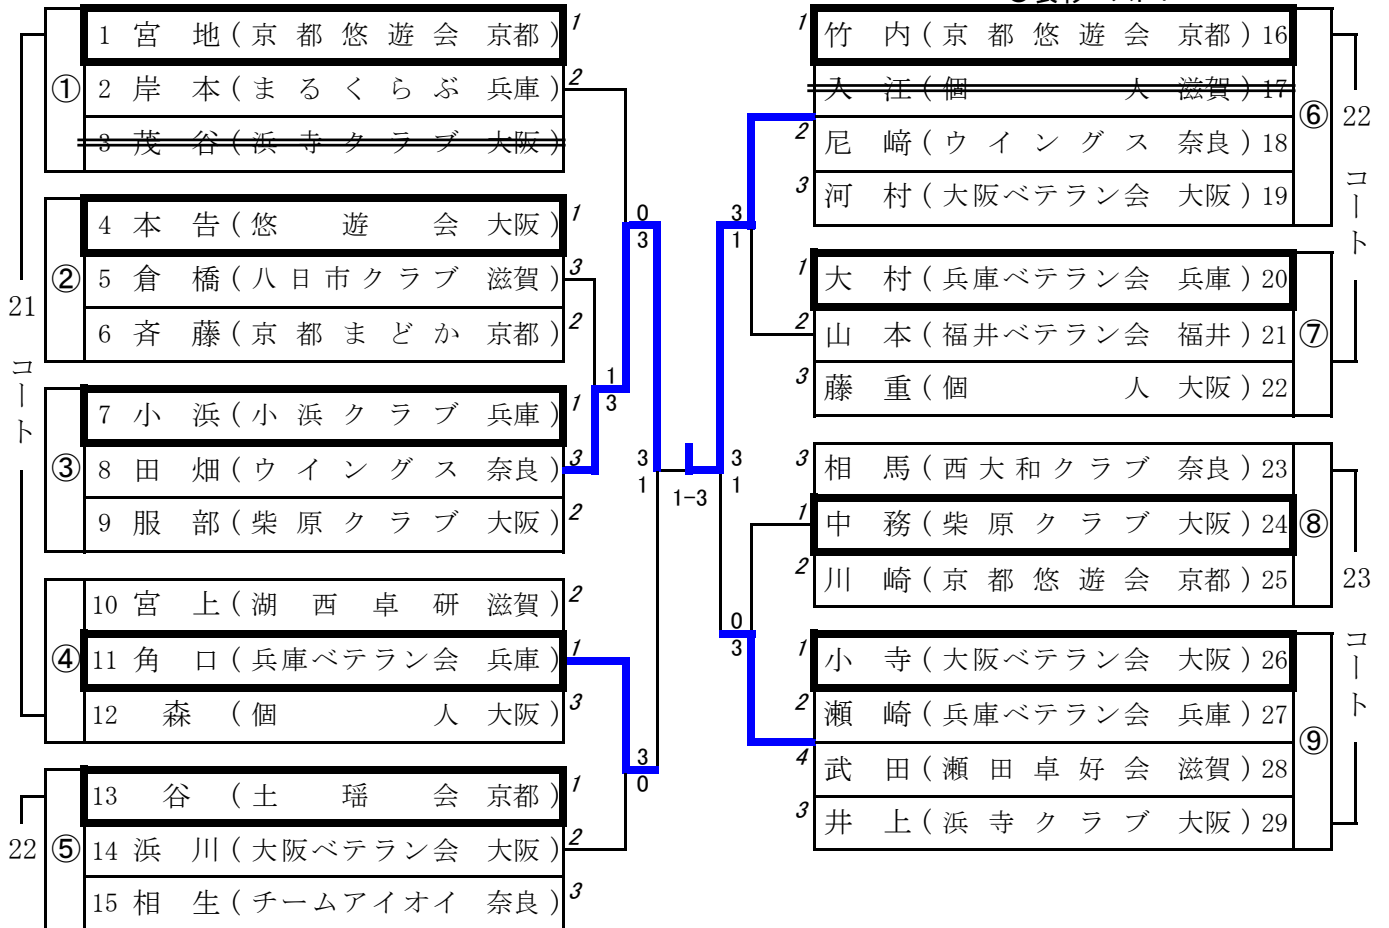 1 宮 地 ( 京 都 悠 遊 会 京都 ) 1
① 2 岸 本 ( ま る く ら ぶ 兵庫 ) 2
3 茂 谷 ( 浜 寺 ク ラ ブ 大阪 )
4 本 告 ( 悠 遊 会 大阪 ) 1
② 5 倉 橋 ( 八 日 市 ク ラ ブ 滋賀 ) 3
6 斉 藤 ( 京 都 ま ど か 京都 ) 2
21 コート
7 小 浜 ( 小 浜 ク ラ ブ 兵庫 ) 1
③ 8 田 畑 ( ウ イ ン グ ス 奈良 ) 3
9 服 部 ( 柴 原 ク ラ ブ 大阪 ) 2
10 宮 上 ( 湖 西 卓 研 滋賀 ) 2
④ 11 角 口 ( 兵庫ベテラン会 兵庫 ) 1
12 森 ( 個 人 大阪 ) 3
13 谷 ( 土 瑶 会 京都 ) 1
22 ⑤ 14 浜 川 ( 大阪ベテラン会 大阪 ) 2
15 相 生 ( チームアイオイ 奈良 ) 3
0
3
1
3
3
1
3
0
1-3
3
1
3
1
0
3
1 竹 内 ( 京 都 悠 遊 会 京都 ) 16
入 江 ( 個 人 滋賀 ) 17
⑥
2 尼 﨑 ( ウ イ ン グ ス 奈良 ) 18
3 河 村 ( 大阪ベテラン会 大阪 ) 19
22 コート
1 大 村 ( 兵庫ベテラン会 兵庫 ) 20
2 山 本 ( 福井ベテラン会 福井 ) 21 ⑦
3 藤 重 ( 個 人 大阪 ) 22
3 相 馬 ( 西 大 和 ク ラ ブ 奈良 ) 23
1 中 務 ( 柴 原 ク ラ ブ 大阪 ) 24 ⑧
2 川 崎 ( 京 都 悠 遊 会 京都 ) 25
23 コート
1 小 寺 ( 大阪ベテラン会 大阪 ) 26
2 瀬 崎 ( 兵庫ベテラン会 兵庫 ) 27
⑨
4 武 田 ( 瀬 田 卓 好 会 滋賀 ) 28
3 井 上 ( 浜 寺 ク ラ ブ 大阪 ) 29